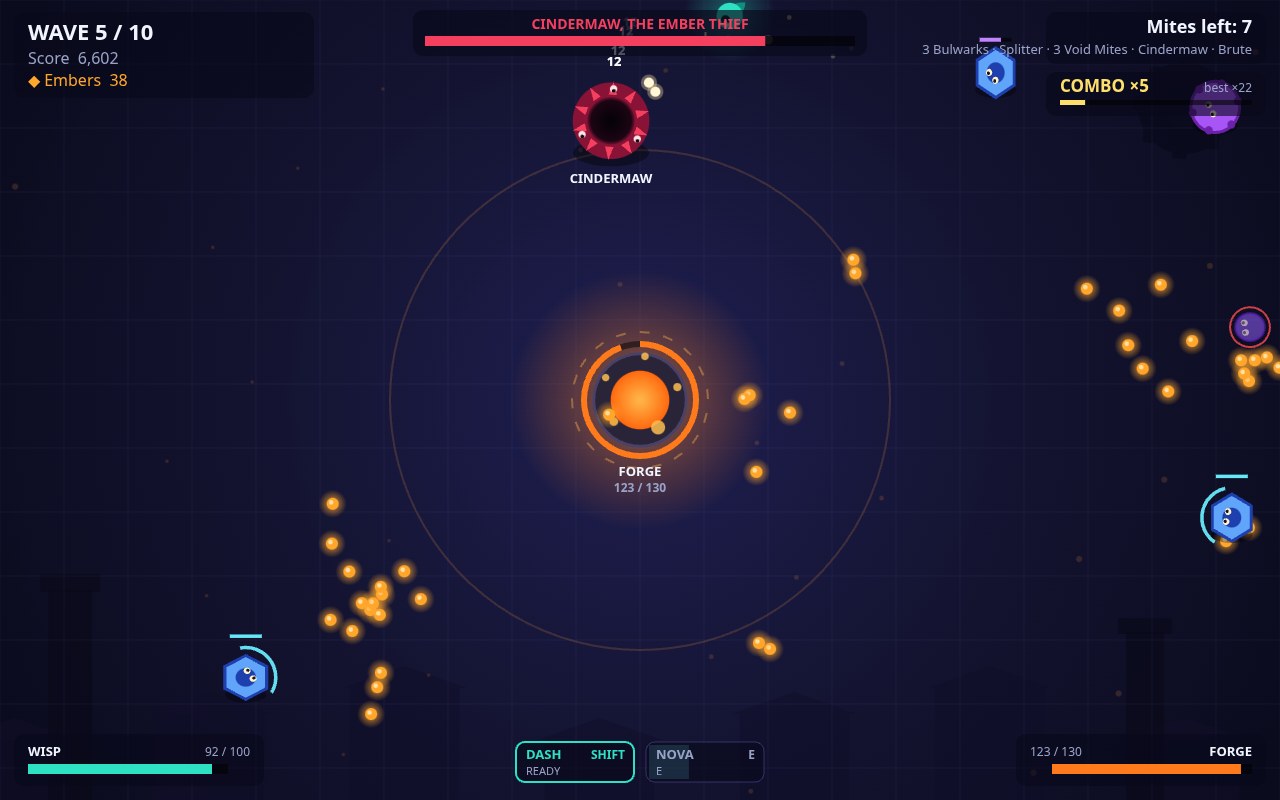 WAVE 5 / 10
Score 6,602
◆ Embers 38
CINDERMAW, THE EMBER THIEF
12
12
12
CINDERMAW
Mites left: 7
3 Bulwarks · Splitter · 3 Void Mites · Cindermaw · Brute
COMBO ×5 best ×22
FORGE
123 / 130
WISP 92 / 100
DASH SHIFT
READY
NOVA E
E
123 / 130 FORGE